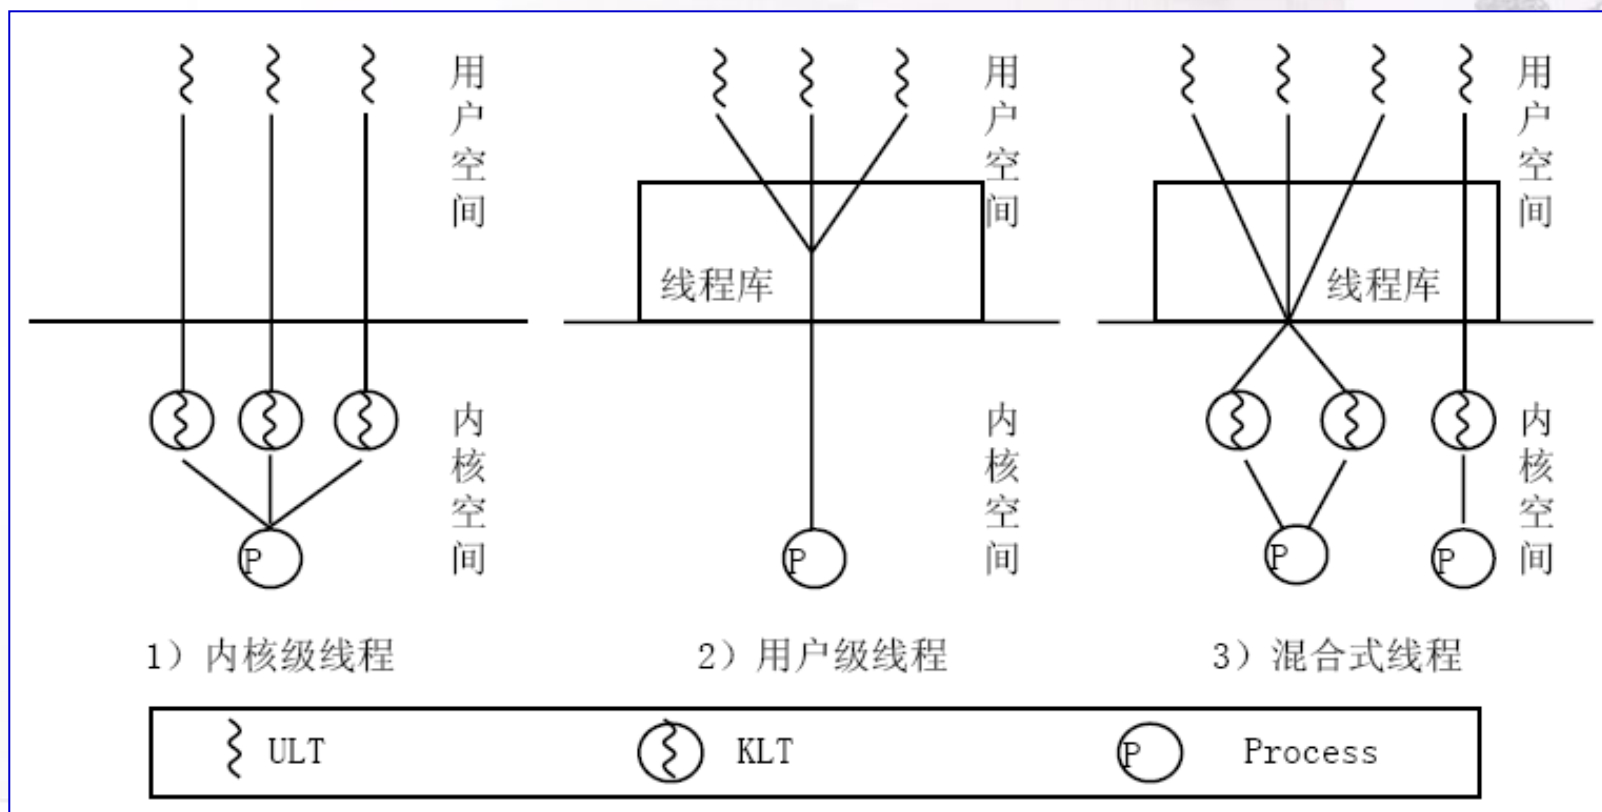 用户空间
用户空间
用户空间
线程库
线程库
内核空间
内核空间
内核空间
P
P
P
P
1）内核级线程
2）用户级线程
3）混合式线程
ULT
KLT
P
Process